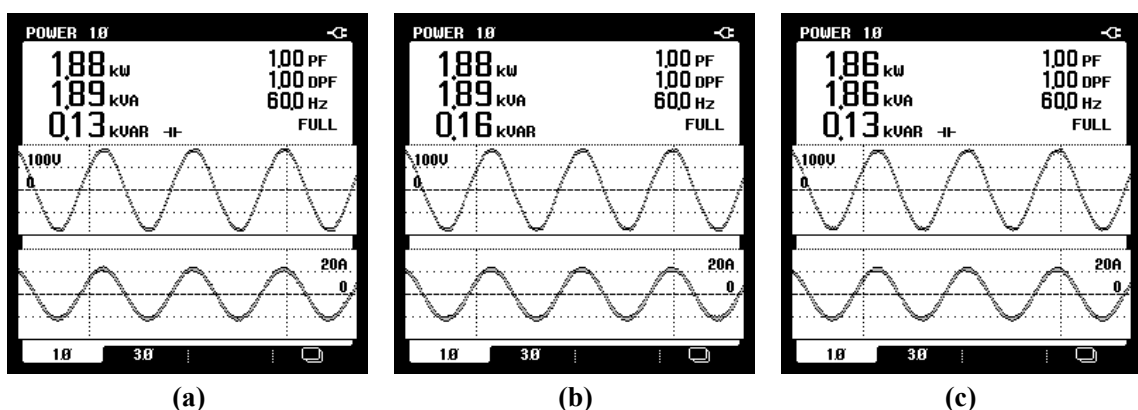 POWER 1Ø
1.88 kW 1.00 PF
1.89 kVA 1.00 DPF
0.13 kVAR 60.0 Hz
FULL
100V
0
20A
0
1Ø 3Ø
(a)
POWER 1Ø
1.88 kW 1.00 PF
1.89 kVA 1.00 DPF
0.16 kVAR 60.0 Hz
FULL
100V
0
20A
0
1Ø 3Ø
(b)
POWER 1Ø
1.86 kW 1.00 PF
1.86 kVA 1.00 DPF
0.13 kVAR 60.0 Hz
FULL
100V
0
20A
0
1Ø 3Ø
(c)